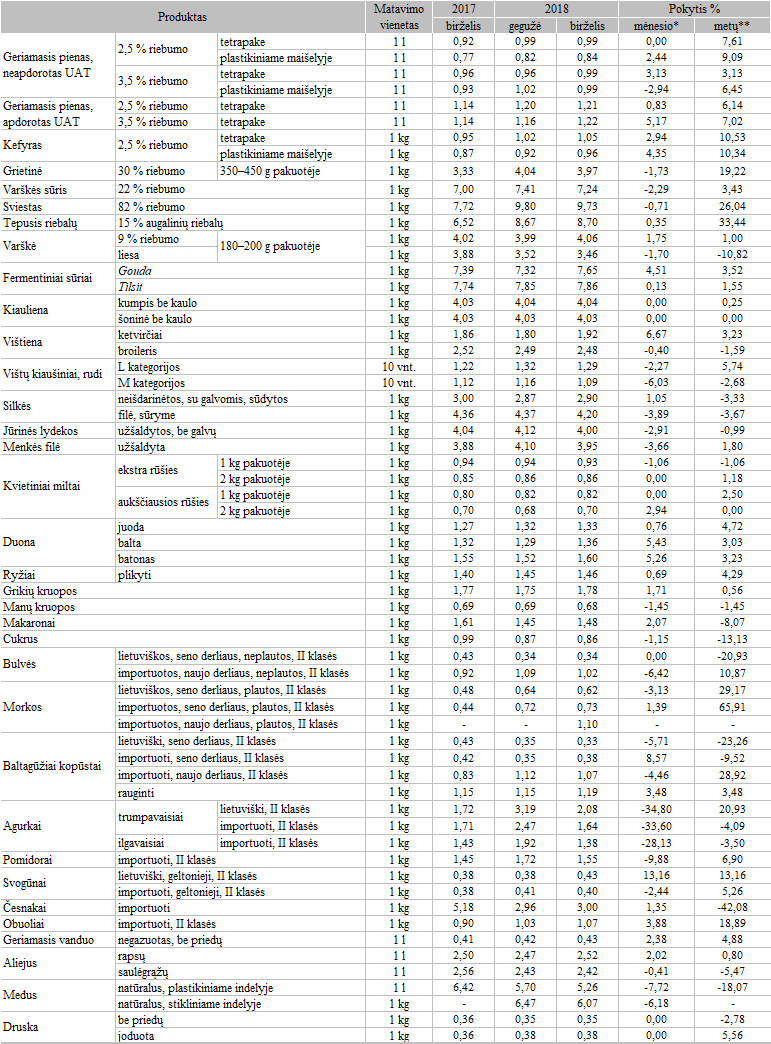 Produktas Matavimo vienetas 2017 2018 Pokytis %
birželis gegužė birželis mėnesio* metų**
Geriamasis pienas, neapdorotas UAT 2,5 % riebumo tetrapake 1 l 0,92 0,99 0,99 0,00 7,61
plastikiniame maišelyje 1 l 0,77 0,82 0,84 2,44 9,09
3,5 % riebumo tetrapake 1 l 0,96 0,96 0,99 3,13 3,13
plastikiniame maišelyje 1 l 0,93 1,02 0,99 -2,94 6,45
Geriamasis pienas, apdorotas UAT 2,5 % riebumo tetrapake 1 l 1,14 1,20 1,21 0,83 6,14
3,5 % riebumo tetrapake 1 l 1,14 1,16 1,22 5,17 7,02
Kefyras 2,5 % riebumo tetrapake 1 kg 0,95 1,02 1,05 2,94 10,53
plastikiniame maišelyje 1 kg 0,87 0,92 0,96 4,35 10,34
Grietinė 30 % riebumo 350–450 g pakuotėje 1 kg 3,33 4,04 3,97 -1,73 19,22
Varškės sūris 22 % riebumo 1 kg 7,00 7,41 7,24 -2,29 3,43
Sviestas 82 % riebumo 1 kg 7,72 9,80 9,73 -0,71 26,04
Tepusis riebalų 15 % augalinių riebalų 1 kg 6,52 8,67 8,70 0,35 33,44
Varškė 9 % riebumo 180–200 g pakuotėje 1 kg 4,02 3,99 4,06 1,75 1,00
liesa 1 kg 3,88 3,52 3,46 -1,70 -10,82
Fermentiniai sūriai Gouda 1 kg 7,39 7,32 7,65 4,51 3,52
Tilsit 1 kg 7,74 7,85 7,86 0,13 1,55
Kiauliena kumpis be kaulo 1 kg 4,03 4,04 4,04 0,00 0,25
šoninė be kaulo 1 kg 4,03 4,03 4,03 0,00 0,00
Vištiena ketvirčiai 1 kg 1,86 1,80 1,92 6,67 3,23
broileris 1 kg 2,52 2,49 2,48 -0,40 -1,59
Vištų kiaušiniai, rudi L kategorijos 10 vnt. 1,22 1,32 1,29 -2,27 5,74
M kategorijos 10 vnt. 1,12 1,16 1,09 -6,03 -2,68
Silkės neišdarinėtos, su galvomis, sūdytos 1 kg 3,00 2,87 2,90 1,05 -3,33
filė, sūryme 1 kg 4,36 4,37 4,20 -3,89 -3,67
Jūrinės lydekos užšaldytos, be galvų 1 kg 4,04 4,12 4,00 -2,91 -0,99
Menkės filė užšaldyta 1 kg 3,88 4,10 3,95 -3,66 1,80
Kvietiniai miltai ekstra rūšies 1 kg pakuotėje 1 kg 0,94 0,94 0,93 -1,06 -1,06
2 kg pakuotėje 1 kg 0,85 0,86 0,86 0,00 1,18
aukščiausios rūšies 1 kg pakuotėje 1 kg 0,80 0,82 0,82 0,00 2,50
2 kg pakuotėje 1 kg 0,70 0,68 0,70 2,94 0,00
Duona juoda 1 kg 1,27 1,32 1,33 0,76 4,72
balta 1 kg 1,32 1,29 1,36 5,43 3,03
batonas 1 kg 1,55 1,52 1,60 5,26 3,23
Ryžiai plikyti 1 kg 1,40 1,45 1,46 0,69 4,29
Grikių kruopos 1 kg 1,77 1,75 1,78 1,71 0,56
Manų kruopos 1 kg 0,69 0,69 0,68 -1,45 -1,45
Makaronai 1 kg 1,61 1,45 1,48 2,07 -8,07
Cukrus 1 kg 0,99 0,87 0,86 -1,15 -13,13
Bulvės lietuviškos, seno derliaus, neplautos, II klasės 1 kg 0,43 0,34 0,34 0,00 -20,93
importuotos, naujo derliaus, neplautos, II klasės 1 kg 0,92 1,09 1,02 -6,42 10,87
Morkos lietuviškos, seno derliaus, plautos, II klasės 1 kg 0,48 0,64 0,62 -3,13 29,17
importuotos, seno derliaus, plautos, II klasės 1 kg 0,44 0,72 0,73 1,39 65,91
importuotos, naujo derliaus, plautos, II klasės 1 kg - - 1,10 - -
Baltagūžiai kopūstai lietuviški, seno derliaus, II klasės 1 kg 0,43 0,35 0,33 -5,71 -23,26
importuoti, seno derliaus, II klasės 1 kg 0,42 0,35 0,38 8,57 -9,52
importuoti, naujo derliaus, II klasės 1 kg 0,83 1,12 1,07 -4,46 28,92
rauginti 1 kg 1,15 1,15 1,19 3,48 3,48
Agurkai trumpavaisiai lietuviški, II klasės 1 kg 1,72 3,19 2,08 -34,80 20,93
importuoti, II klasės 1 kg 1,71 2,47 1,64 -33,60 -4,09
ilgavaisiai importuoti, II klasės 1 kg 1,43 1,92 1,38 -28,13 -3,50
Pomidorai importuoti, II klasės 1 kg 1,45 1,72 1,55 -9,88 6,90
Svogūnai lietuviški, geltonieji, II klasės 1 kg 0,38 0,38 0,43 13,16 13,16
importuoti, geltonieji, II klasės 1 kg 0,38 0,41 0,40 -2,44 5,26
Česnakai importuoti 1 kg 5,18 2,96 3,00 1,35 -42,08
Obuoliai importuoti, II klasės 1 kg 0,90 1,03 1,07 3,88 18,89
Geriamasis vanduo negazuotas, be priedų 1 l 0,41 0,42 0,43 2,38 4,88
Aliejus rapsų 1 l 2,50 2,47 2,52 2,02 0,80
saulėgrąžų 1 l 2,56 2,43 2,42 -0,41 -5,47
Medus natūralus, plastikiniame indelyje 1 l 6,42 5,70 5,26 -7,72 -18,07
natūralus, stikliniame indelyje 1 kg - 6,47 6,07 -6,18 -
Druska be priedų 1 kg 0,36 0,35 0,35 0,00 -2,78
joduota 1 kg 0,36 0,38 0,38 0,00 5,56